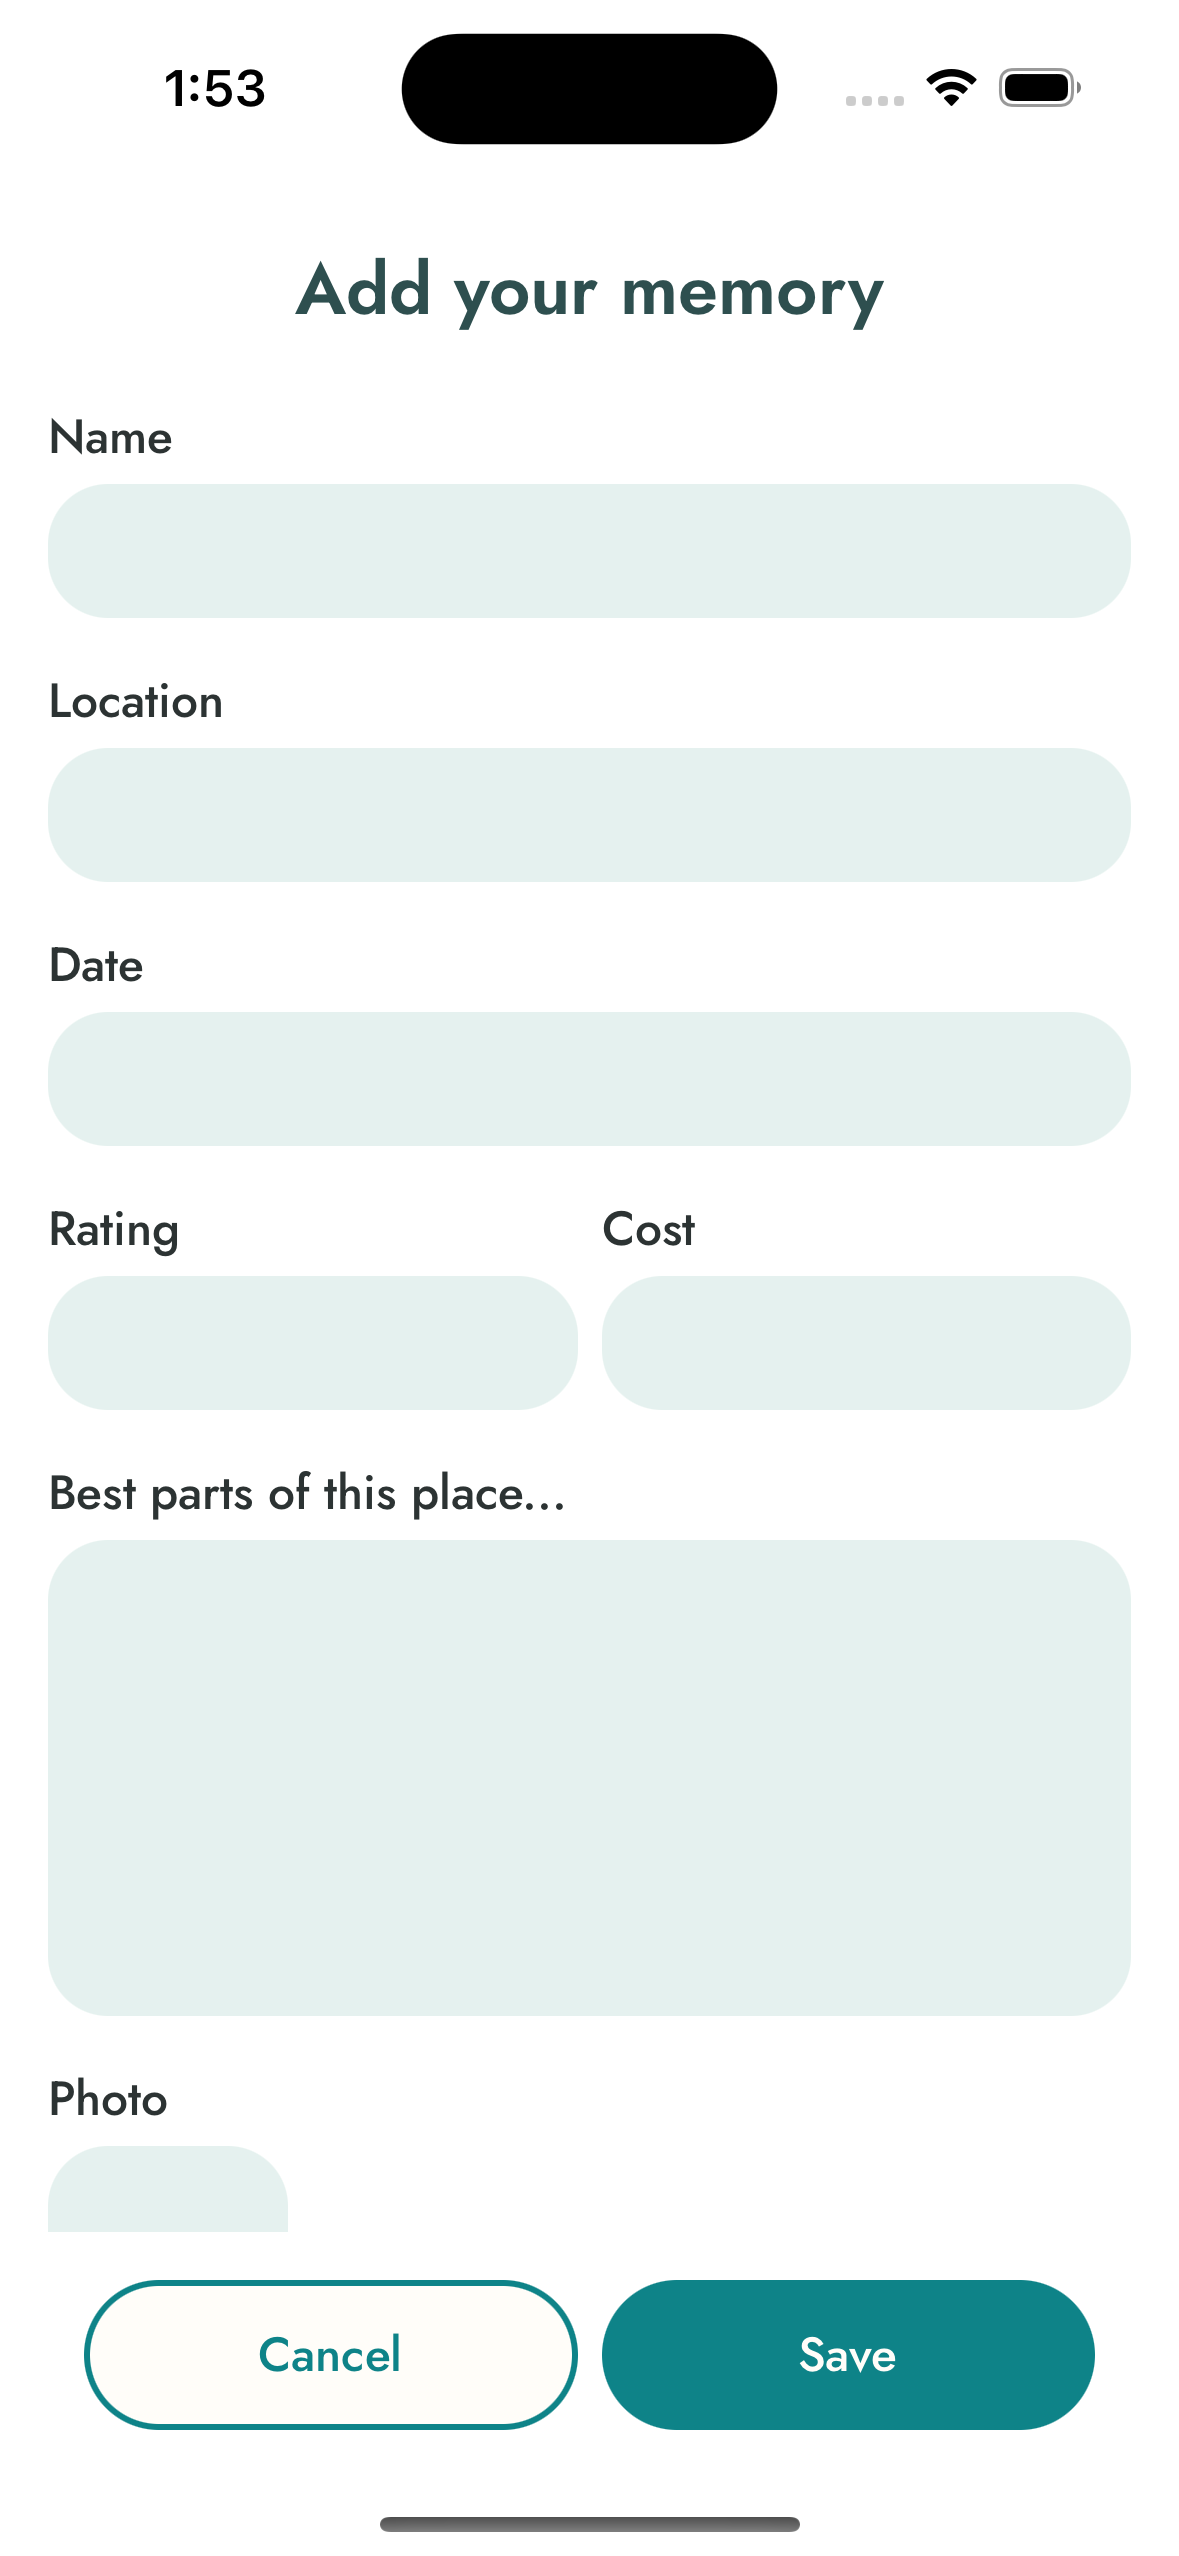 1:53
Add your memory
Name
Location
Date
Rating Cost
Best parts of this place...
Photo
Cancel Save